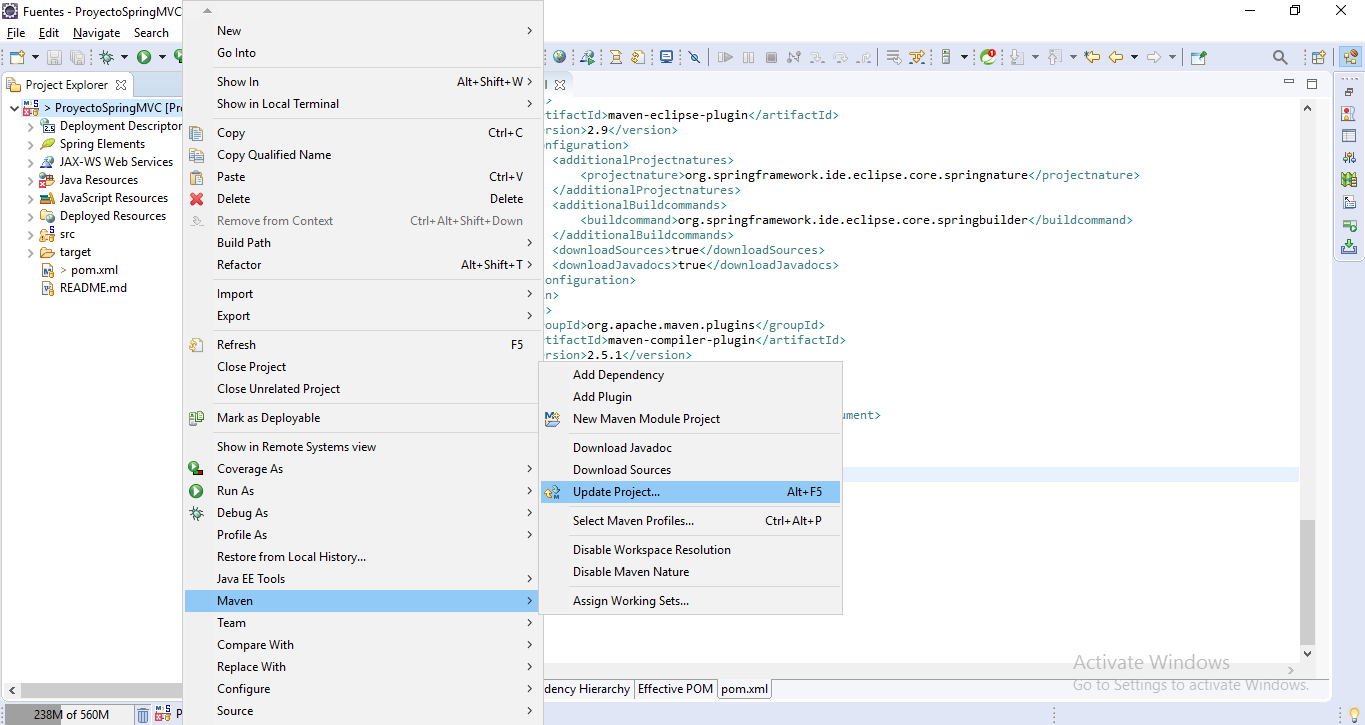 Fuentes - ProyectoSpringMVC
File Edit Navigate Search
Project Explorer
> ProyectoSpringMVC [Pr
Deployment Descriptor
Spring Elements
JAX-WS Web Services
Java Resources
JavaScript Resources
Deployed Resources
src
target
> pom.xml
README.md
New
Go Into
Show In Alt+Shift+W
Show in Local Terminal
Copy Ctrl+C
Copy Qualified Name
Paste Ctrl+V
Delete Delete
Remove from Context Ctrl+Alt+Shift+Down
Build Path
Refactor Alt+Shift+T
Import
Export
Refresh F5
Close Project
Close Unrelated Project
Mark as Deployable
Show in Remote Systems view
Coverage As
Run As
Debug As
Profile As
Restore from Local History...
Java EE Tools
Maven
Team
Compare With
Replace With
Configure
Source
>
tifactId>maven-eclipse-plugin</artifactId>
rsion>2.9</version>
nfiguration>
<additionalProjectnatures>
<projectnature>org.springframework.ide.eclipse.core.springnature</projectnature>
</additionalProjectnatures>
<additionalBuildcommands>
<buildcommand>org.springframework.ide.eclipse.core.springbuilder</buildcommand>
</additionalBuildcommands>
<downloadSources>true</downloadSources>
<downloadJavadocs>true</downloadJavadocs>
onfiguration>
n>
>
oupId>org.apache.maven.plugins</groupId>
tifactId>maven-compiler-plugin</artifactId>
rsion>2.5.1</version>
ument>
Add Dependency
Add Plugin
New Maven Module Project
Download Javadoc
Download Sources
Update Project... Alt+F5
Select Maven Profiles... Ctrl+Alt+P
Disable Workspace Resolution
Disable Maven Nature
Assign Working Sets...
Activate Windows
Go to Settings to activate Windows.
dency Hierarchy Effective POM pom.xml
238M of 560M